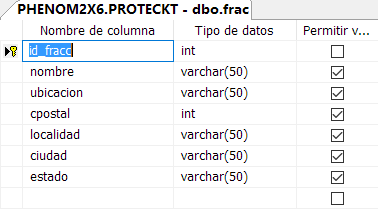 PHENOM2X6.PROTECKT - dbo.frac
Nombre de columna Tipo de datos Permitir v...
id_fracc int
nombre varchar(50)
ubicacion varchar(50)
cpostal int
localidad varchar(50)
ciudad varchar(50)
estado varchar(50)